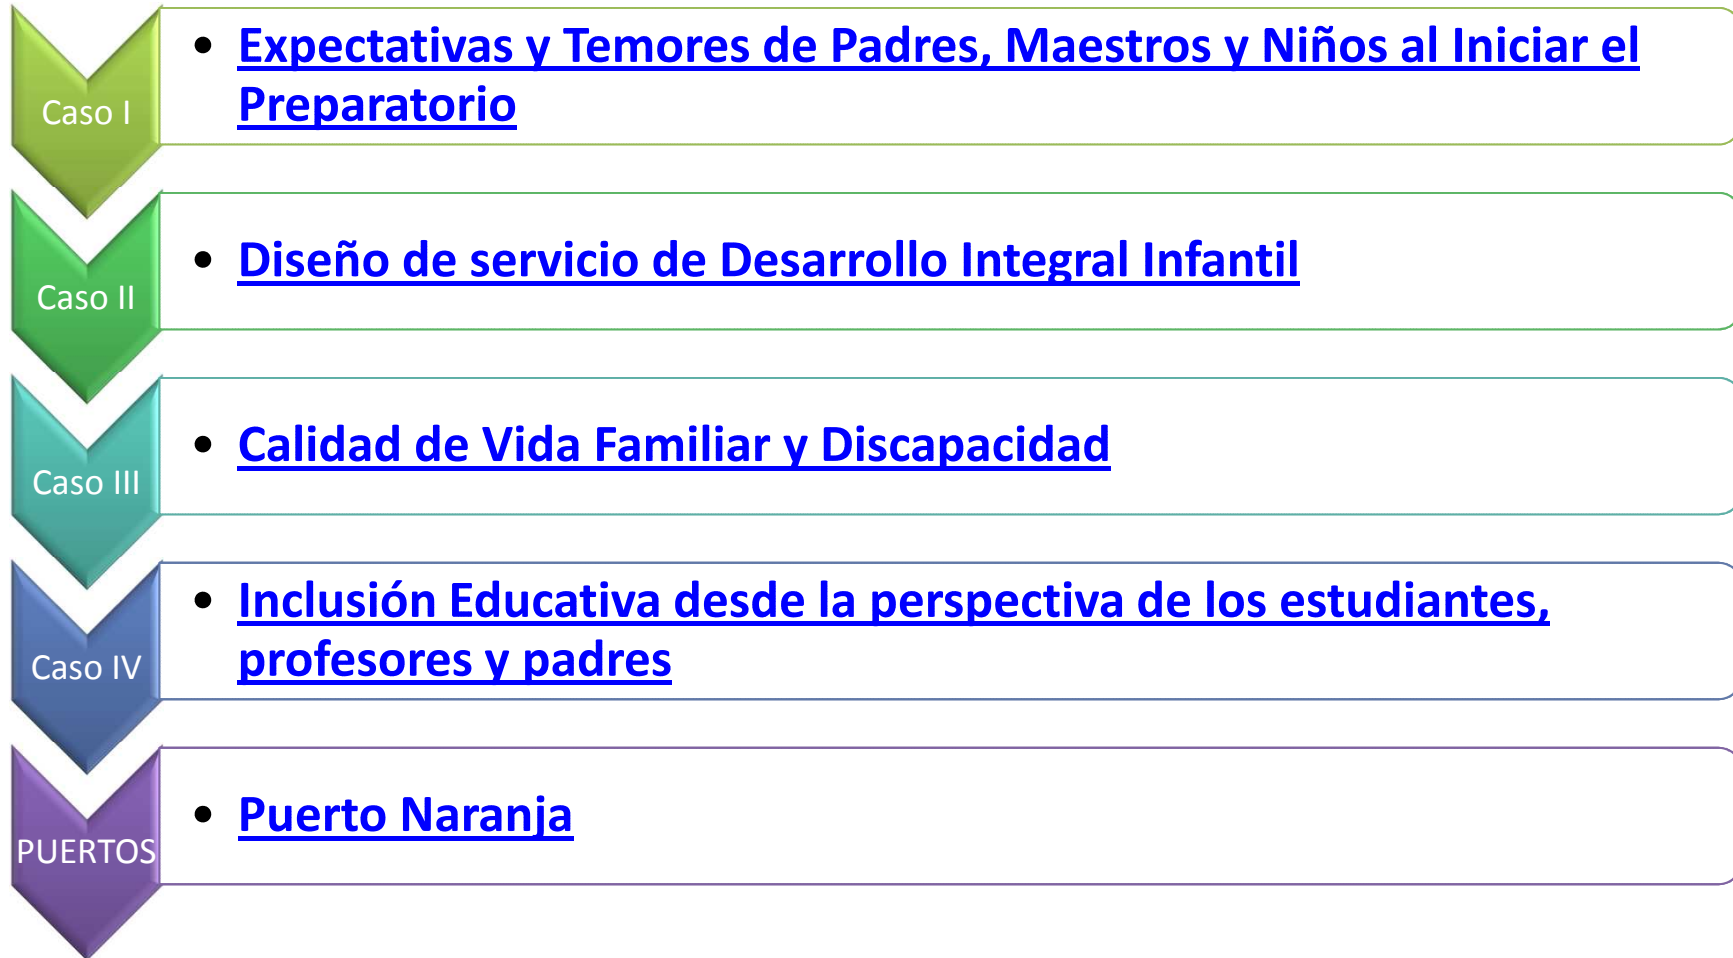 Caso I
• Expectativas y Temores de Padres, Maestros y Niños al Iniciar el
Preparatorio
Caso II
• Diseño de servicio de Desarrollo Integral Infantil
Caso III
• Calidad de Vida Familiar y Discapacidad
Caso IV
• Inclusión Educativa desde la perspectiva de los estudiantes,
profesores y padres
PUERTOS
• Puerto Naranja